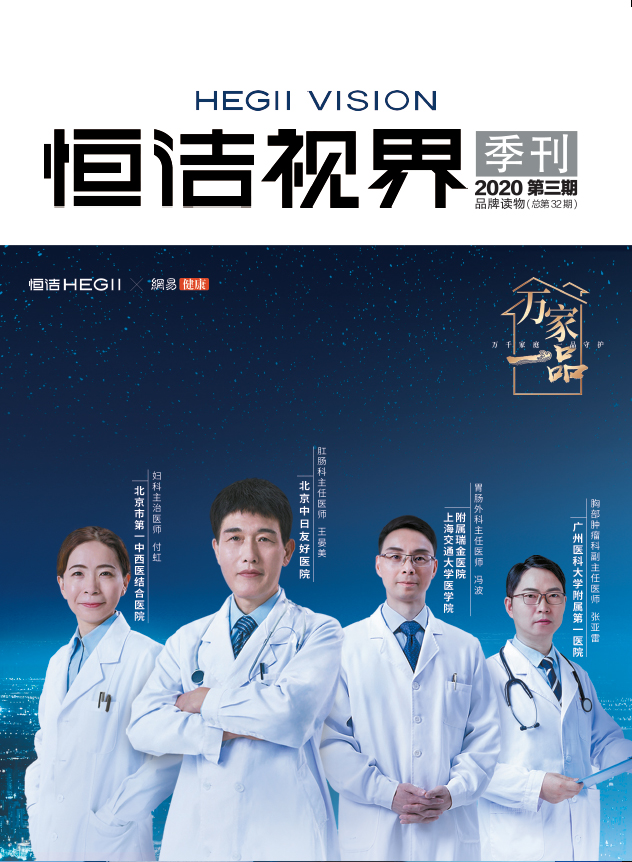 HEGII VISION
恒洁视界
季刊
2020 第三期
品牌读物(总第32期)
恒洁HEGII × 網易健康
万家一品
万千家庭 一品守护
妇科主治医师 付虹
北京市第一中西医结合医院
肛肠科主任医师 王晏美
北京中日友好医院
胃肠外科主任医师 冯波
附属瑞金医院
上海交通大学医学院
胸部肿瘤科副主任医师 张亚雷
广州医科大学附属第一医院